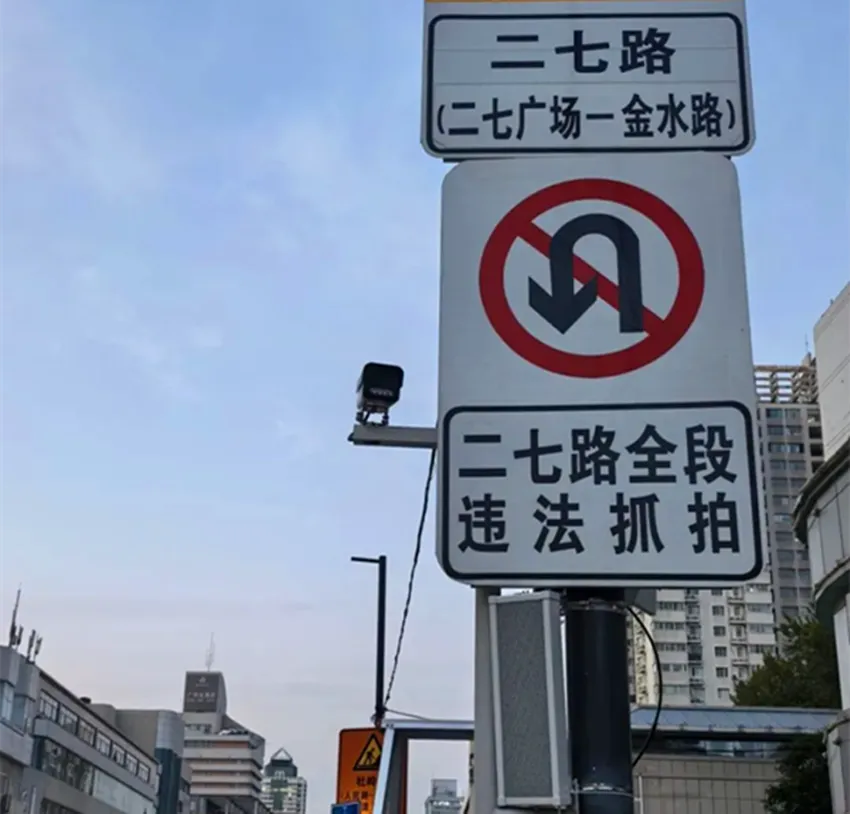 二七路
(二七广场－金水路)
二七路全段
违法抓拍